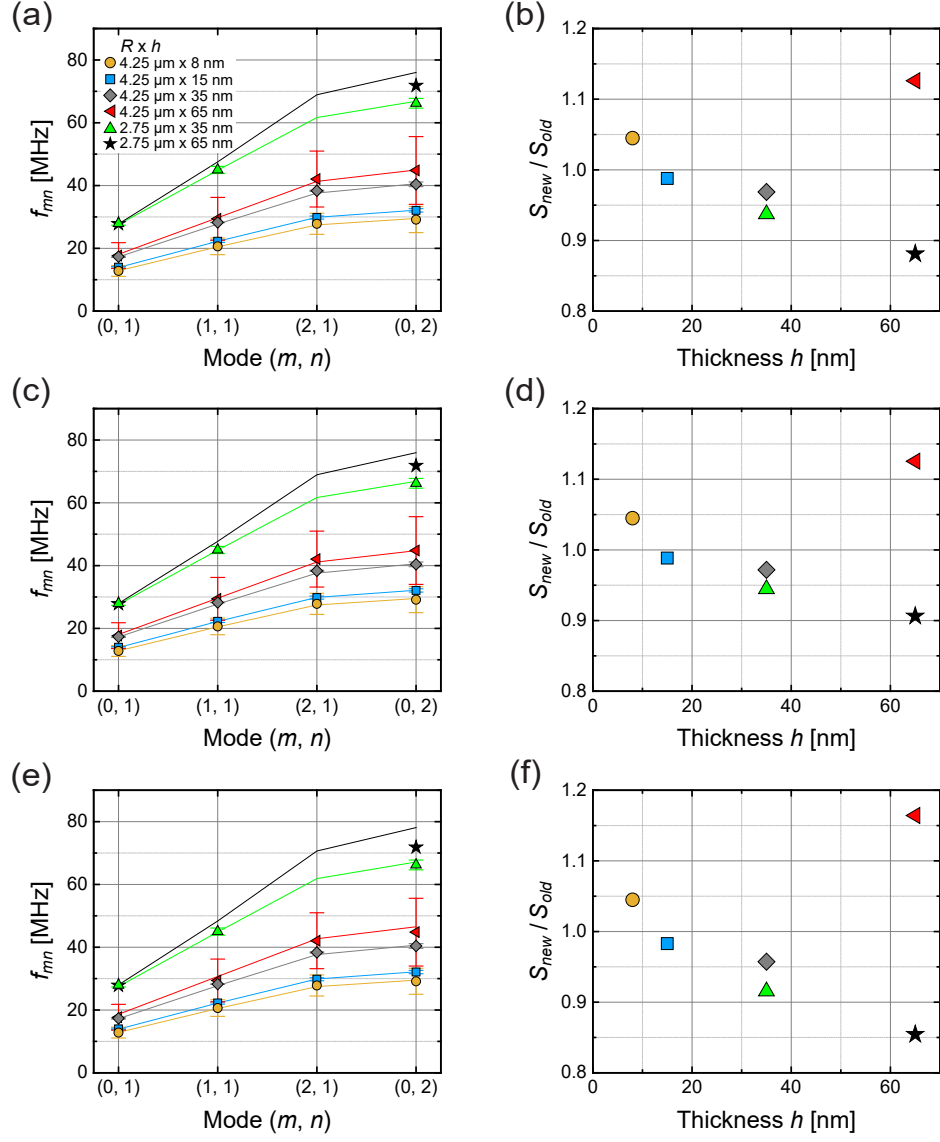 (a)
80
60
40
20
0
f_mn [MHz]
R x h
4.25 μm x 8 nm
4.25 μm x 15 nm
4.25 μm x 35 nm
4.25 μm x 65 nm
2.75 μm x 35 nm
2.75 μm x 65 nm
(0, 1) (1, 1) (2, 1) (0, 2)
Mode (m, n)
(b)
1.2
1.1
1.0
0.9
0.8
S_new / S_old
0 20 40 60
Thickness h [nm]
(c)
80
60
40
20
0
f_mn [MHz]
(0, 1) (1, 1) (2, 1) (0, 2)
Mode (m, n)
(d)
1.2
1.1
1.0
0.9
0.8
S_new / S_old
0 20 40 60
Thickness h [nm]
(e)
80
60
40
20
0
f_mn [MHz]
(0, 1) (1, 1) (2, 1) (0, 2)
Mode (m, n)
(f)
1.2
1.1
1.0
0.9
0.8
S_new / S_old
0 20 40 60
Thickness h [nm]